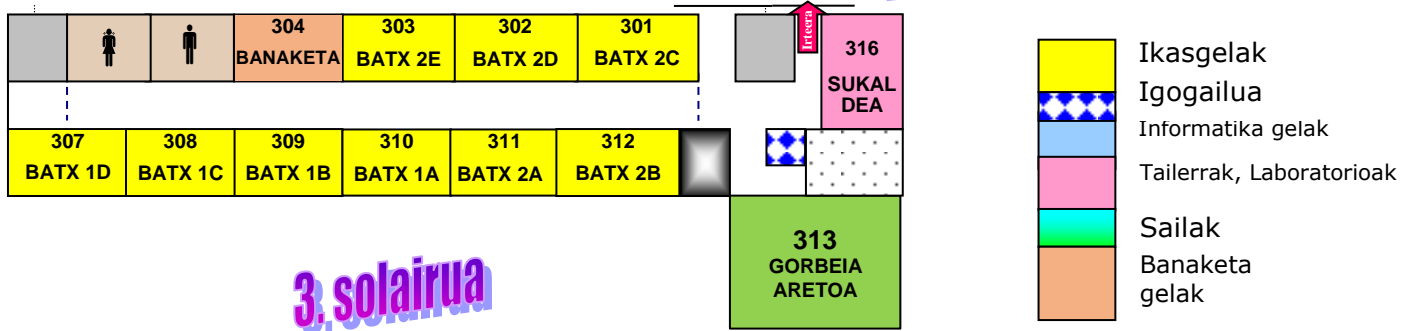 304
BANAKETA
303
BATX 2E
302
BATX 2D
301
BATX 2C
Irteera
316
SUKAL
DEA
307
BATX 1D
308
BATX 1C
309
BATX 1B
310
BATX 1A
311
BATX 2A
312
BATX 2B
313
GORBEIA
ARETOA
3. solairua
Ikasgelak
Igogailua
Informatika gelak
Tailerrak, Laborategioak
Sailak
Banaketa
gelak